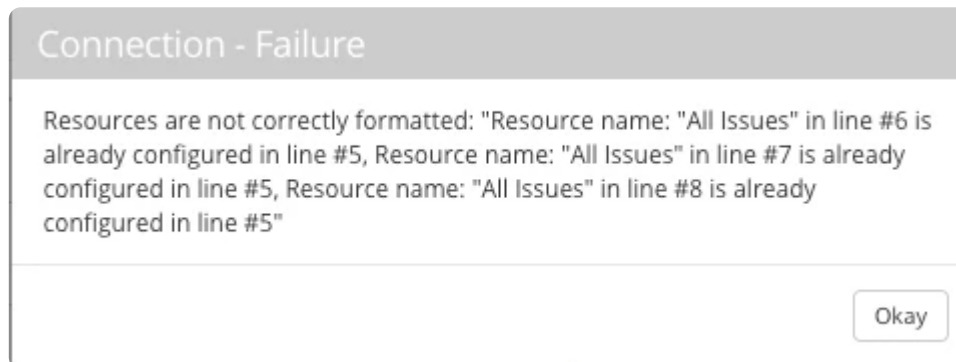 Connection - Failure
Resources are not correctly formatted: "Resource name: "All Issues" in line #6 is
already configured in line #5, Resource name: "All Issues" in line #7 is already
configured in line #5, Resource name: "All Issues" in line #8 is already
configured in line #5"
Okay